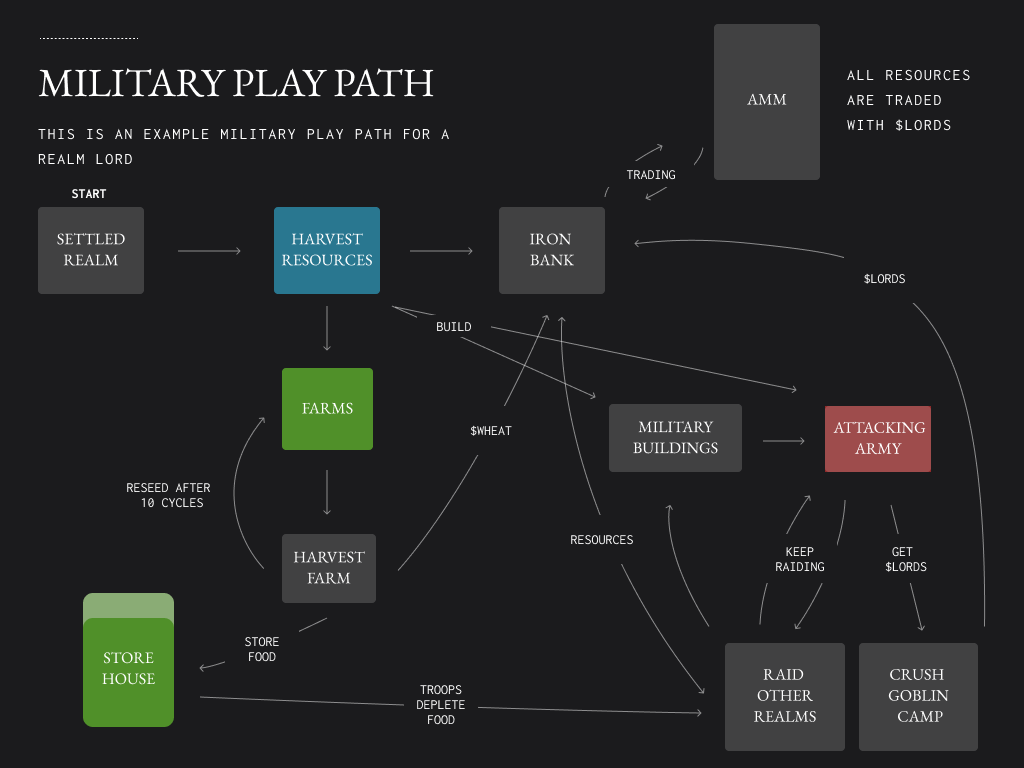 MILITARY PLAY PATH
THIS IS AN EXAMPLE MILITARY PLAY PATH FOR A
REALM LORD
AMM
ALL RESOURCES
ARE TRADED
WITH $LORDS
TRADING
START
SETTLED
REALM
HARVEST
RESOURCES
IRON
BANK
$LORDS
BUILD
FARMS
$WHEAT
MILITARY
BUILDINGS
ATTACKING
ARMY
RESEED AFTER
10 CYCLES
HARVEST
FARM
RESOURCES
KEEP
RAIDING
GET
$LORDS
STORE
FOOD
STORE
HOUSE
TROOPS
DEPLETE
FOOD
RAID
OTHER
REALMS
CRUSH
GOBLIN
CAMP